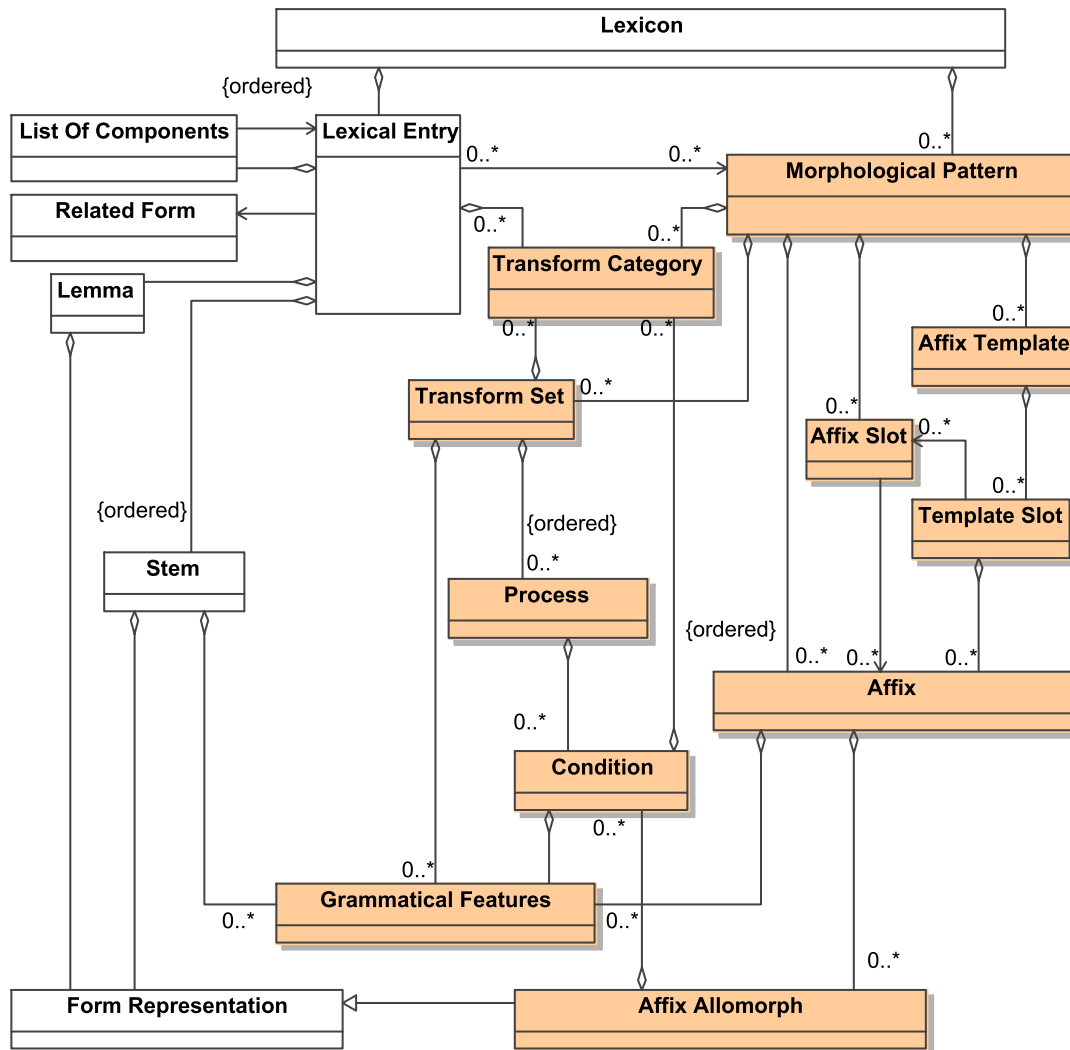 Lexicon
{ordered}
List Of Components
Lexical Entry
0..*
0..*
0..*
Morphological Pattern
Related Form
0..*
0..*
Transform Category
Lemma
0..*
0..*
0..*
Affix Template
Transform Set
0..*
0..*
Affix Slot
0..*
0..*
{ordered}
{ordered}
Template Slot
Stem
0..*
Process
{ordered}
0..*
0..*
0..*
Affix
0..*
Condition
0..*
0..*
Grammatical Features
0..*
0..*
0..*
Form Representation
Affix Allomorph